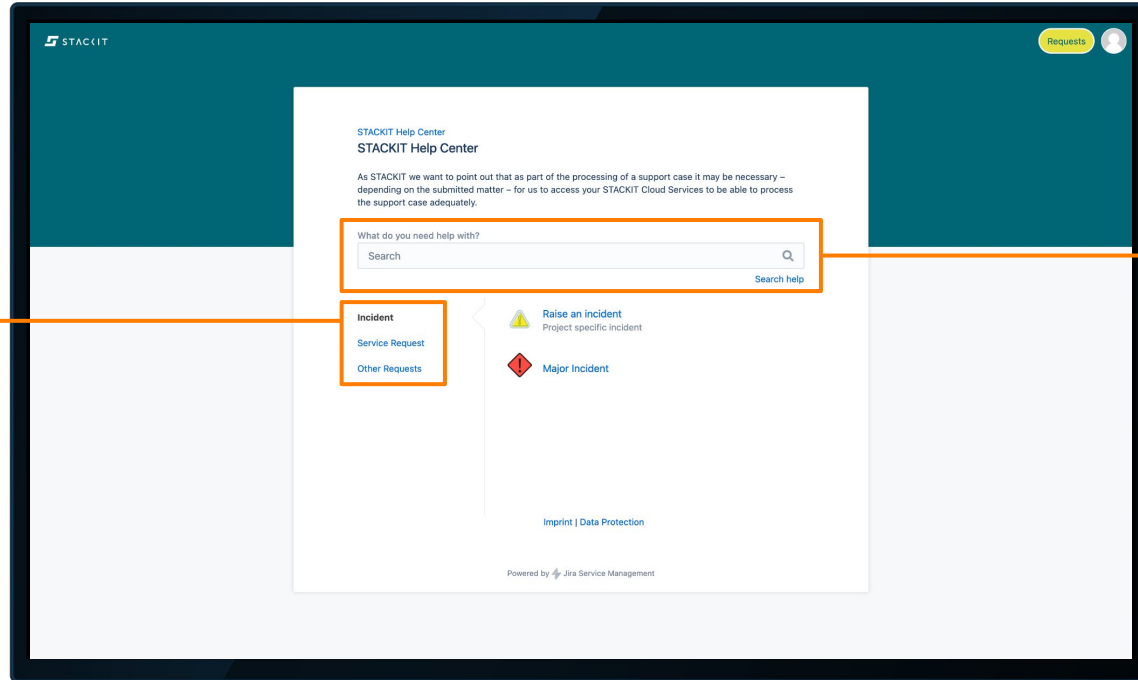 STACKIT
Requests
STACKIT Help Center
STACKIT Help Center
As STACKIT we want to point out that as part of the processing of a support case it may be necessary –
depending on the submitted matter – for us to access your STACKIT Cloud Services to be able to process
the support case adequately.
What do you need help with?
Search
Search help
Incident
Service Request
Other Requests
Raise an incident
Project specific incident
Major Incident
Imprint | Data Protection
Powered by Jira Service Management